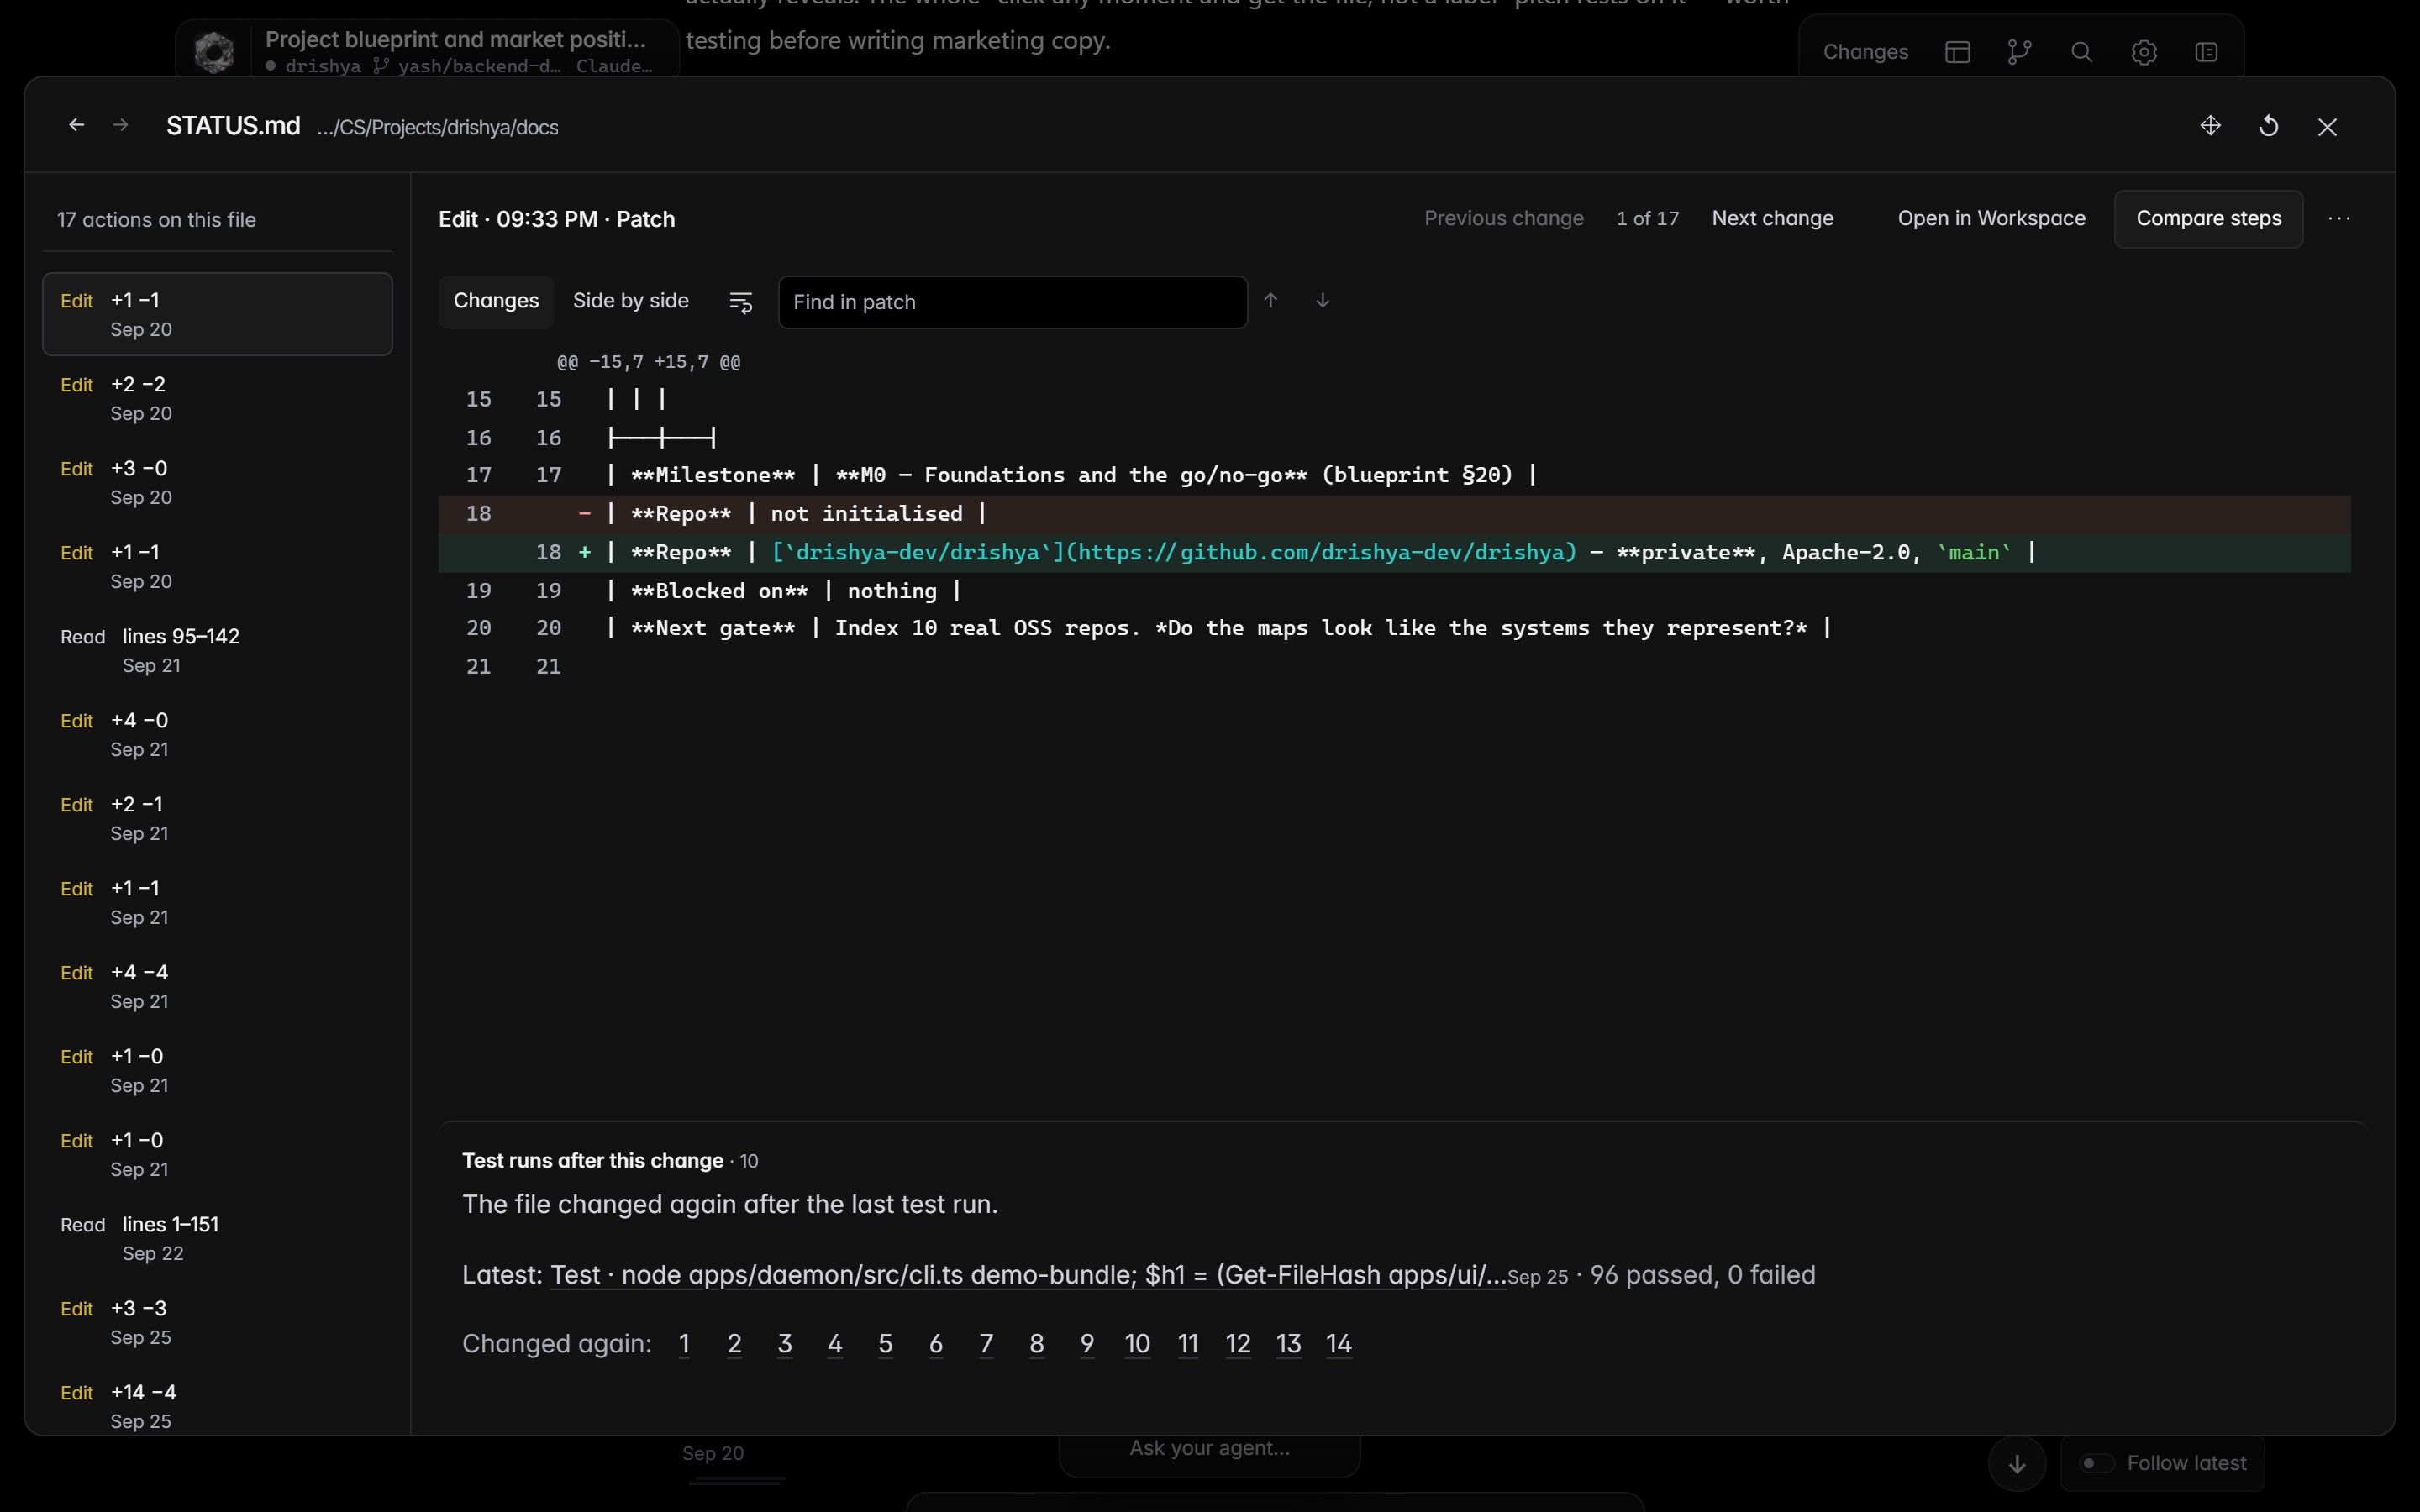 testing before writing marketing copy.
Project blueprint and market positi...
drishya yash/backend-d... Claude...
Changes
STATUS.md .../CS/Projects/drishya/docs
17 actions on this file
Edit +1 −1
Sep 20
Edit +2 −2
Sep 20
Edit +3 −0
Sep 20
Edit +1 −1
Sep 20
Read lines 95–142
Sep 21
Edit +4 −0
Sep 21
Edit +2 −1
Sep 21
Edit +1 −1
Sep 21
Edit +4 −4
Sep 21
Edit +1 −0
Sep 21
Edit +1 −0
Sep 21
Read lines 1–151
Sep 22
Edit +3 −3
Sep 25
Edit +14 −4
Sep 25
Edit · 09:33 PM · Patch
Previous change 1 of 17 Next change Open in Workspace Compare steps ...
Changes Side by side Find in patch
@@ -15,7 +15,7 @@
15 15 | | |
16 16 |---|---|
17 17 | **Milestone** | **M0 — Foundations and the go/no-go** (blueprint §20) |
18 - | **Repo** | not initialised |
18 + | **Repo** | [`drishya-dev/drishya`](https://github.com/drishya-dev/drishya) — **private**, Apache-2.0, `main` |
19 19 | **Blocked on** | nothing |
20 20 | **Next gate** | Index 10 real OSS repos. *Do the maps look like the systems they represent?* |
21 21
Test runs after this change · 10
The file changed again after the last test run.
Latest: Test · node apps/daemon/src/cli.ts demo-bundle; $h1 = (Get-FileHash apps/ui/...Sep 25 · 96 passed, 0 failed
Changed again: 1 2 3 4 5 6 7 8 9 10 11 12 13 14
Sep 20
Ask your agent...
Follow latest